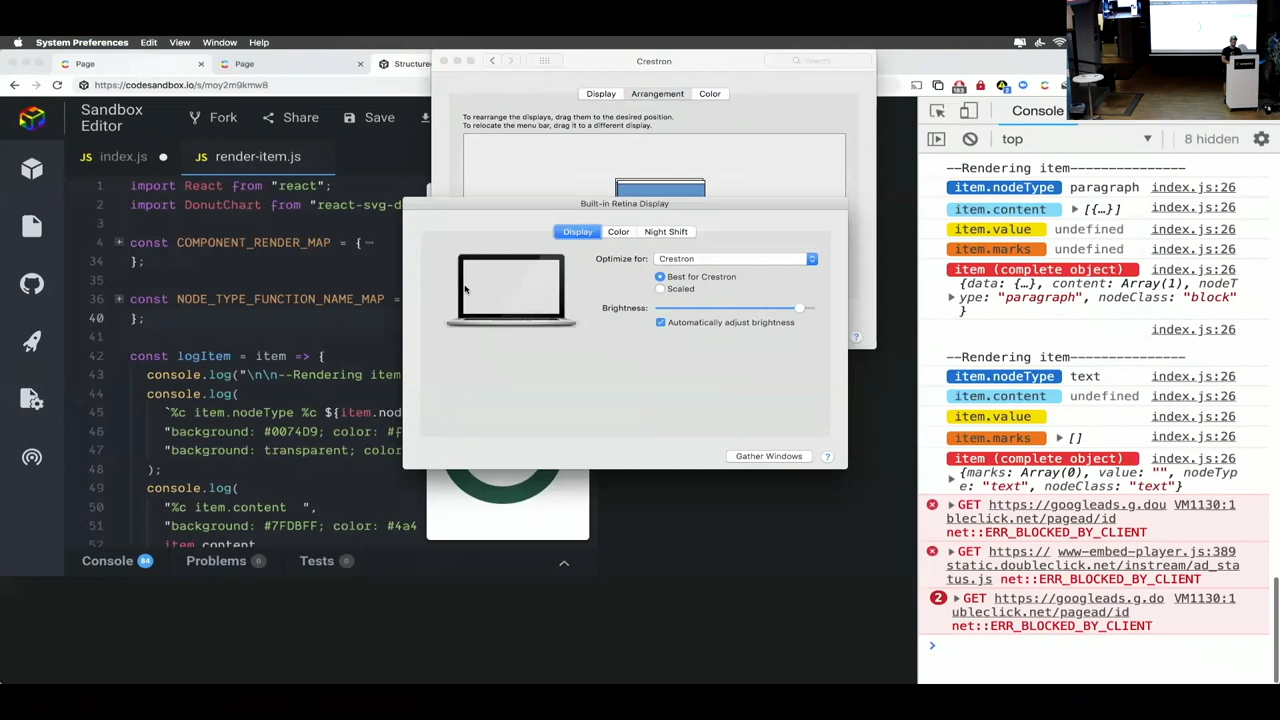 System Preferences Edit View Window Help
Page
Page
Structure
https://codesandbox.io/s/moy2m9kmw8
183
2
Sandbox
Editor
Fork
Share
Save
JS index.js
JS render-item.js
1 import React from "react";
2 import DonutChart from "react-svg-d
3
4 const COMPONENT_RENDER_MAP = {
34 };
35
36 const NODE_TYPE_FUNCTION_NAME_MAP =
40 };
41
42 const logItem = item => {
43 console.log("\n\n--Rendering item
44 console.log(
45 `%c item.nodeType %c ${item.nod
46 "background: #0074D9; color: #f
47 "background: transparent; color
48 );
49 console.log(
50 "%c item.content ",
51 "background: #7FDBFF; color: #4a4
52 item.content
Console 84
Problems 0
Tests 0
Crestron
Search
Display
Arrangement
Color
To rearrange the displays, drag them to the desired position.
To relocate the menu bar, drag it to a different display.
?
Built-in Retina Display
Display
Color
Night Shift
Optimize for: Crestron
Best for Crestron
Scaled
Brightness:
Automatically adjust brightness
Gather Windows
?
Console
top
8 hidden
--Rendering item---------------
item.nodeType paragraph index.js:26
item.content [{…}] index.js:26
item.value undefined index.js:26
item.marks undefined index.js:26
item (complete object) index.js:26
{data: {…}, content: Array(1), nodeT
ype: "paragraph", nodeClass: "block"
}
index.js:26
--Rendering item---------------
item.nodeType text index.js:26
item.content undefined index.js:26
item.value index.js:26
item.marks [] index.js:26
item (complete object) index.js:26
{marks: Array(0), value: "", nodeTyp
e: "text", nodeClass: "text"}
GET https://googleads.g.dou VM1130:1
bleclick.net/pagead/id
net::ERR_BLOCKED_BY_CLIENT
GET https:// www-embed-player.js:389
static.doubleclick.net/instream/ad_sta
tus.js net::ERR_BLOCKED_BY_CLIENT
2 GET https://googleads.g.do VM1130:1
ubleclick.net/pagead/id
net::ERR_BLOCKED_BY_CLIENT